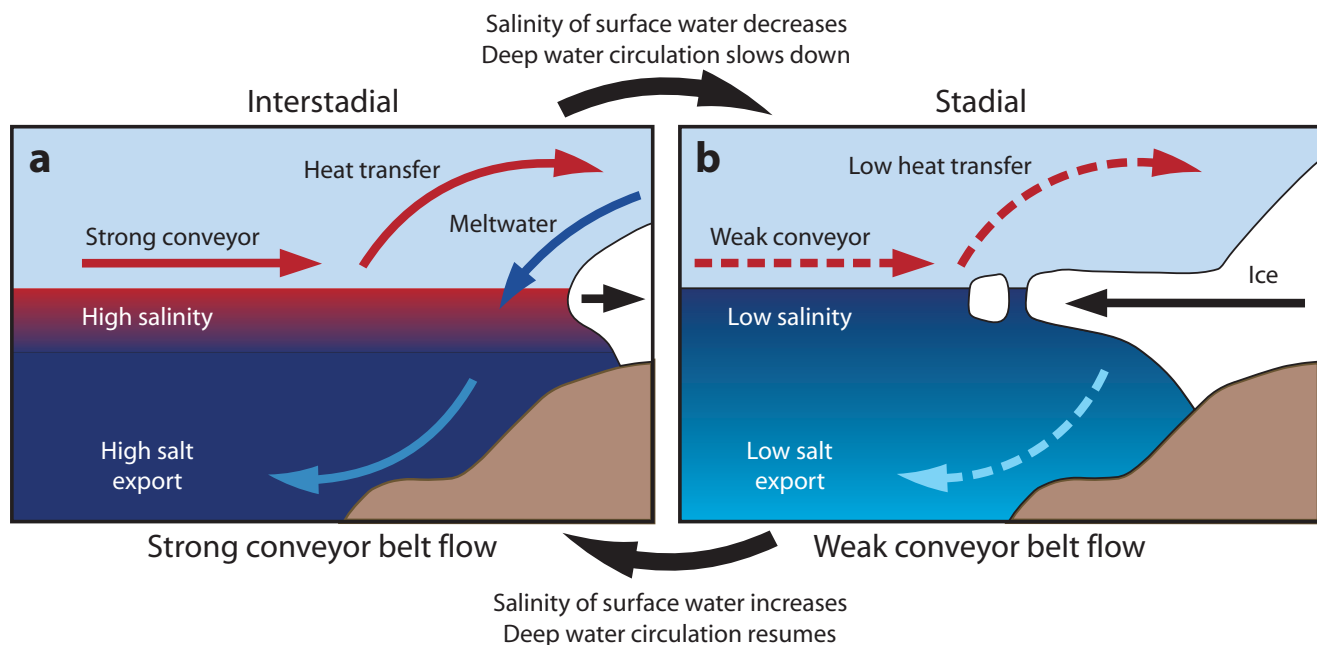 Salinity of surface water decreases
Deep water circulation slows down
Interstadial
Stadial
a
Heat transfer
Meltwater
Strong conveyor
High salinity
High salt
export
b
Low heat transfer
Weak conveyor
Ice
Low salinity
Low salt
export
Strong conveyor belt flow
Weak conveyor belt flow
Salinity of surface water increases
Deep water circulation resumes